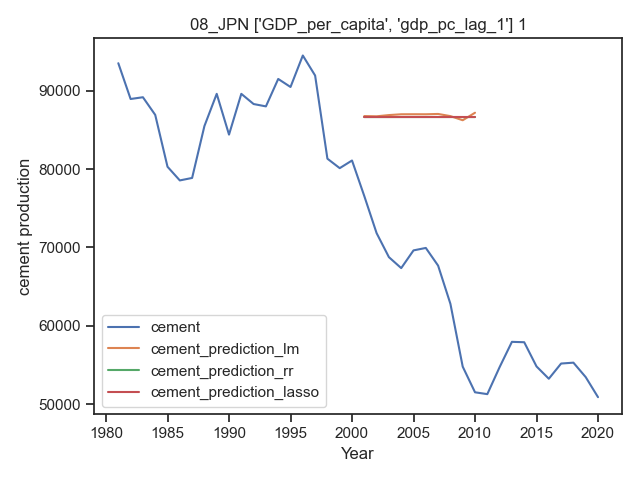 08_JPN ['GDP_per_capita', 'gdp_pc_lag_1'] 1
cement production
90000
80000
70000
60000
50000
cement
cement_prediction_lm
cement_prediction_rr
cement_prediction_lasso
1980 1985 1990 1995 2000 2005 2010 2015 2020
Year